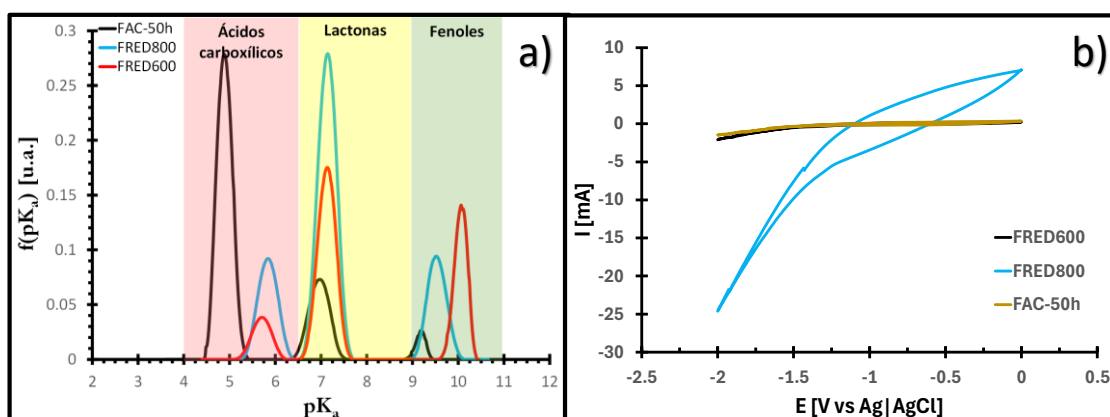 a)
f(pKₐ) [u.a.]
0.3
0.25
0.2
0.15
0.1
0.05
0
FAC-50h
FRED800
FRED600
Ácidos
carboxílicos
Lactonas
Fenoles
2 3 4 5 6 7 8 9 10 11 12
pKₐ
b)
I [mA]
10
5
0
-5
-10
-15
-20
-25
-30
FRED600
FRED800
FAC-50h
-2.5 -2 -1.5 -1 -0.5 0 0.5
E [V vs Ag|AgCl]